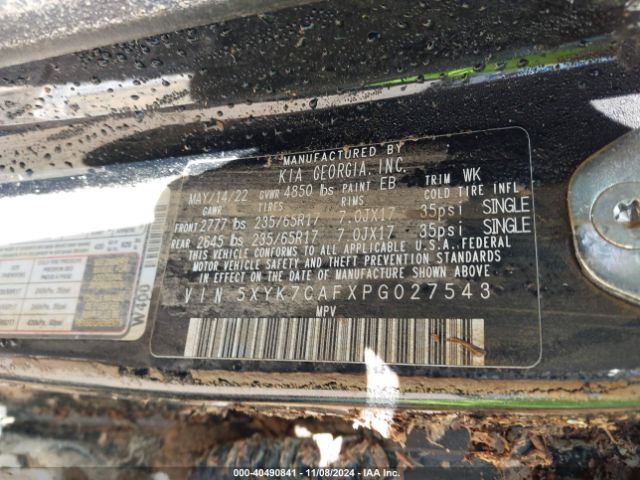 MANUFACTURED BY
KIA GEORGIA, INC.
MAY/14/22 GVWR 4850 lbs PAINT EB TRIM WK
GAWR TIRES RIMS COLD TIRE INFL
FRONT 2777 lbs 235/65R17 7.0JX17 35psi SINGLE
REAR 2645 lbs 235/65R17 7.0JX17 35psi SINGLE
THIS VEHICLE CONFORMS TO ALL APPLICABLE U.S.A. FEDERAL
MOTOR VEHICLE SAFETY AND THEFT PREVENTION STANDARDS
IN EFFECT ON THE DATE OF MANUFACTURE SHOWN ABOVE
VIN 5XYK7CAFXPG027543
MPV
W400
000-40490841 - 11/08/2024 - IAA Inc.